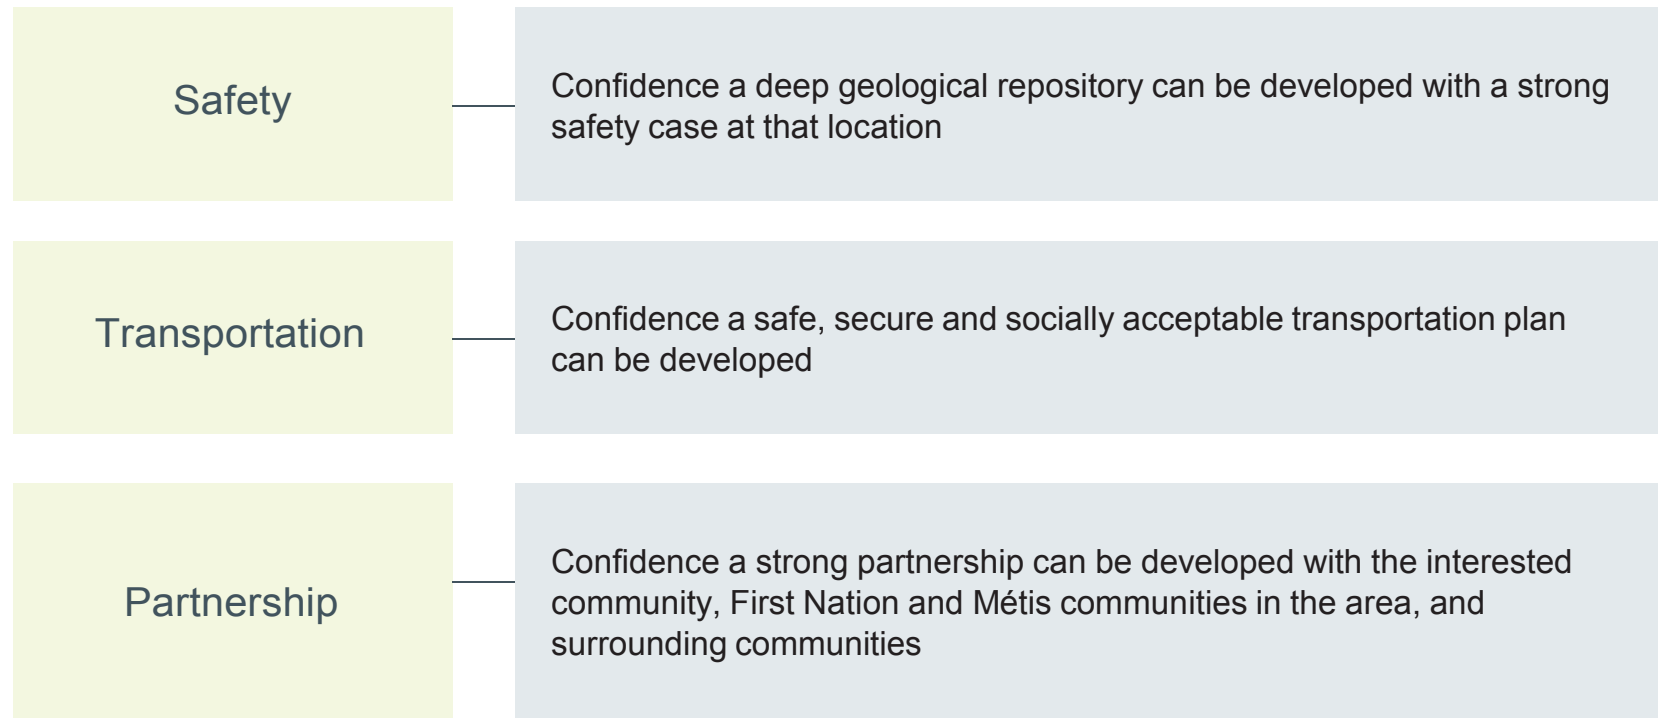 Safety
Confidence a deep geological repository can be developed with a strong
safety case at that location
Transportation
Confidence a safe, secure and socially acceptable transportation plan
can be developed
Partnership
Confidence a strong partnership can be developed with the interested
community, First Nation and Métis communities in the area, and
surrounding communities